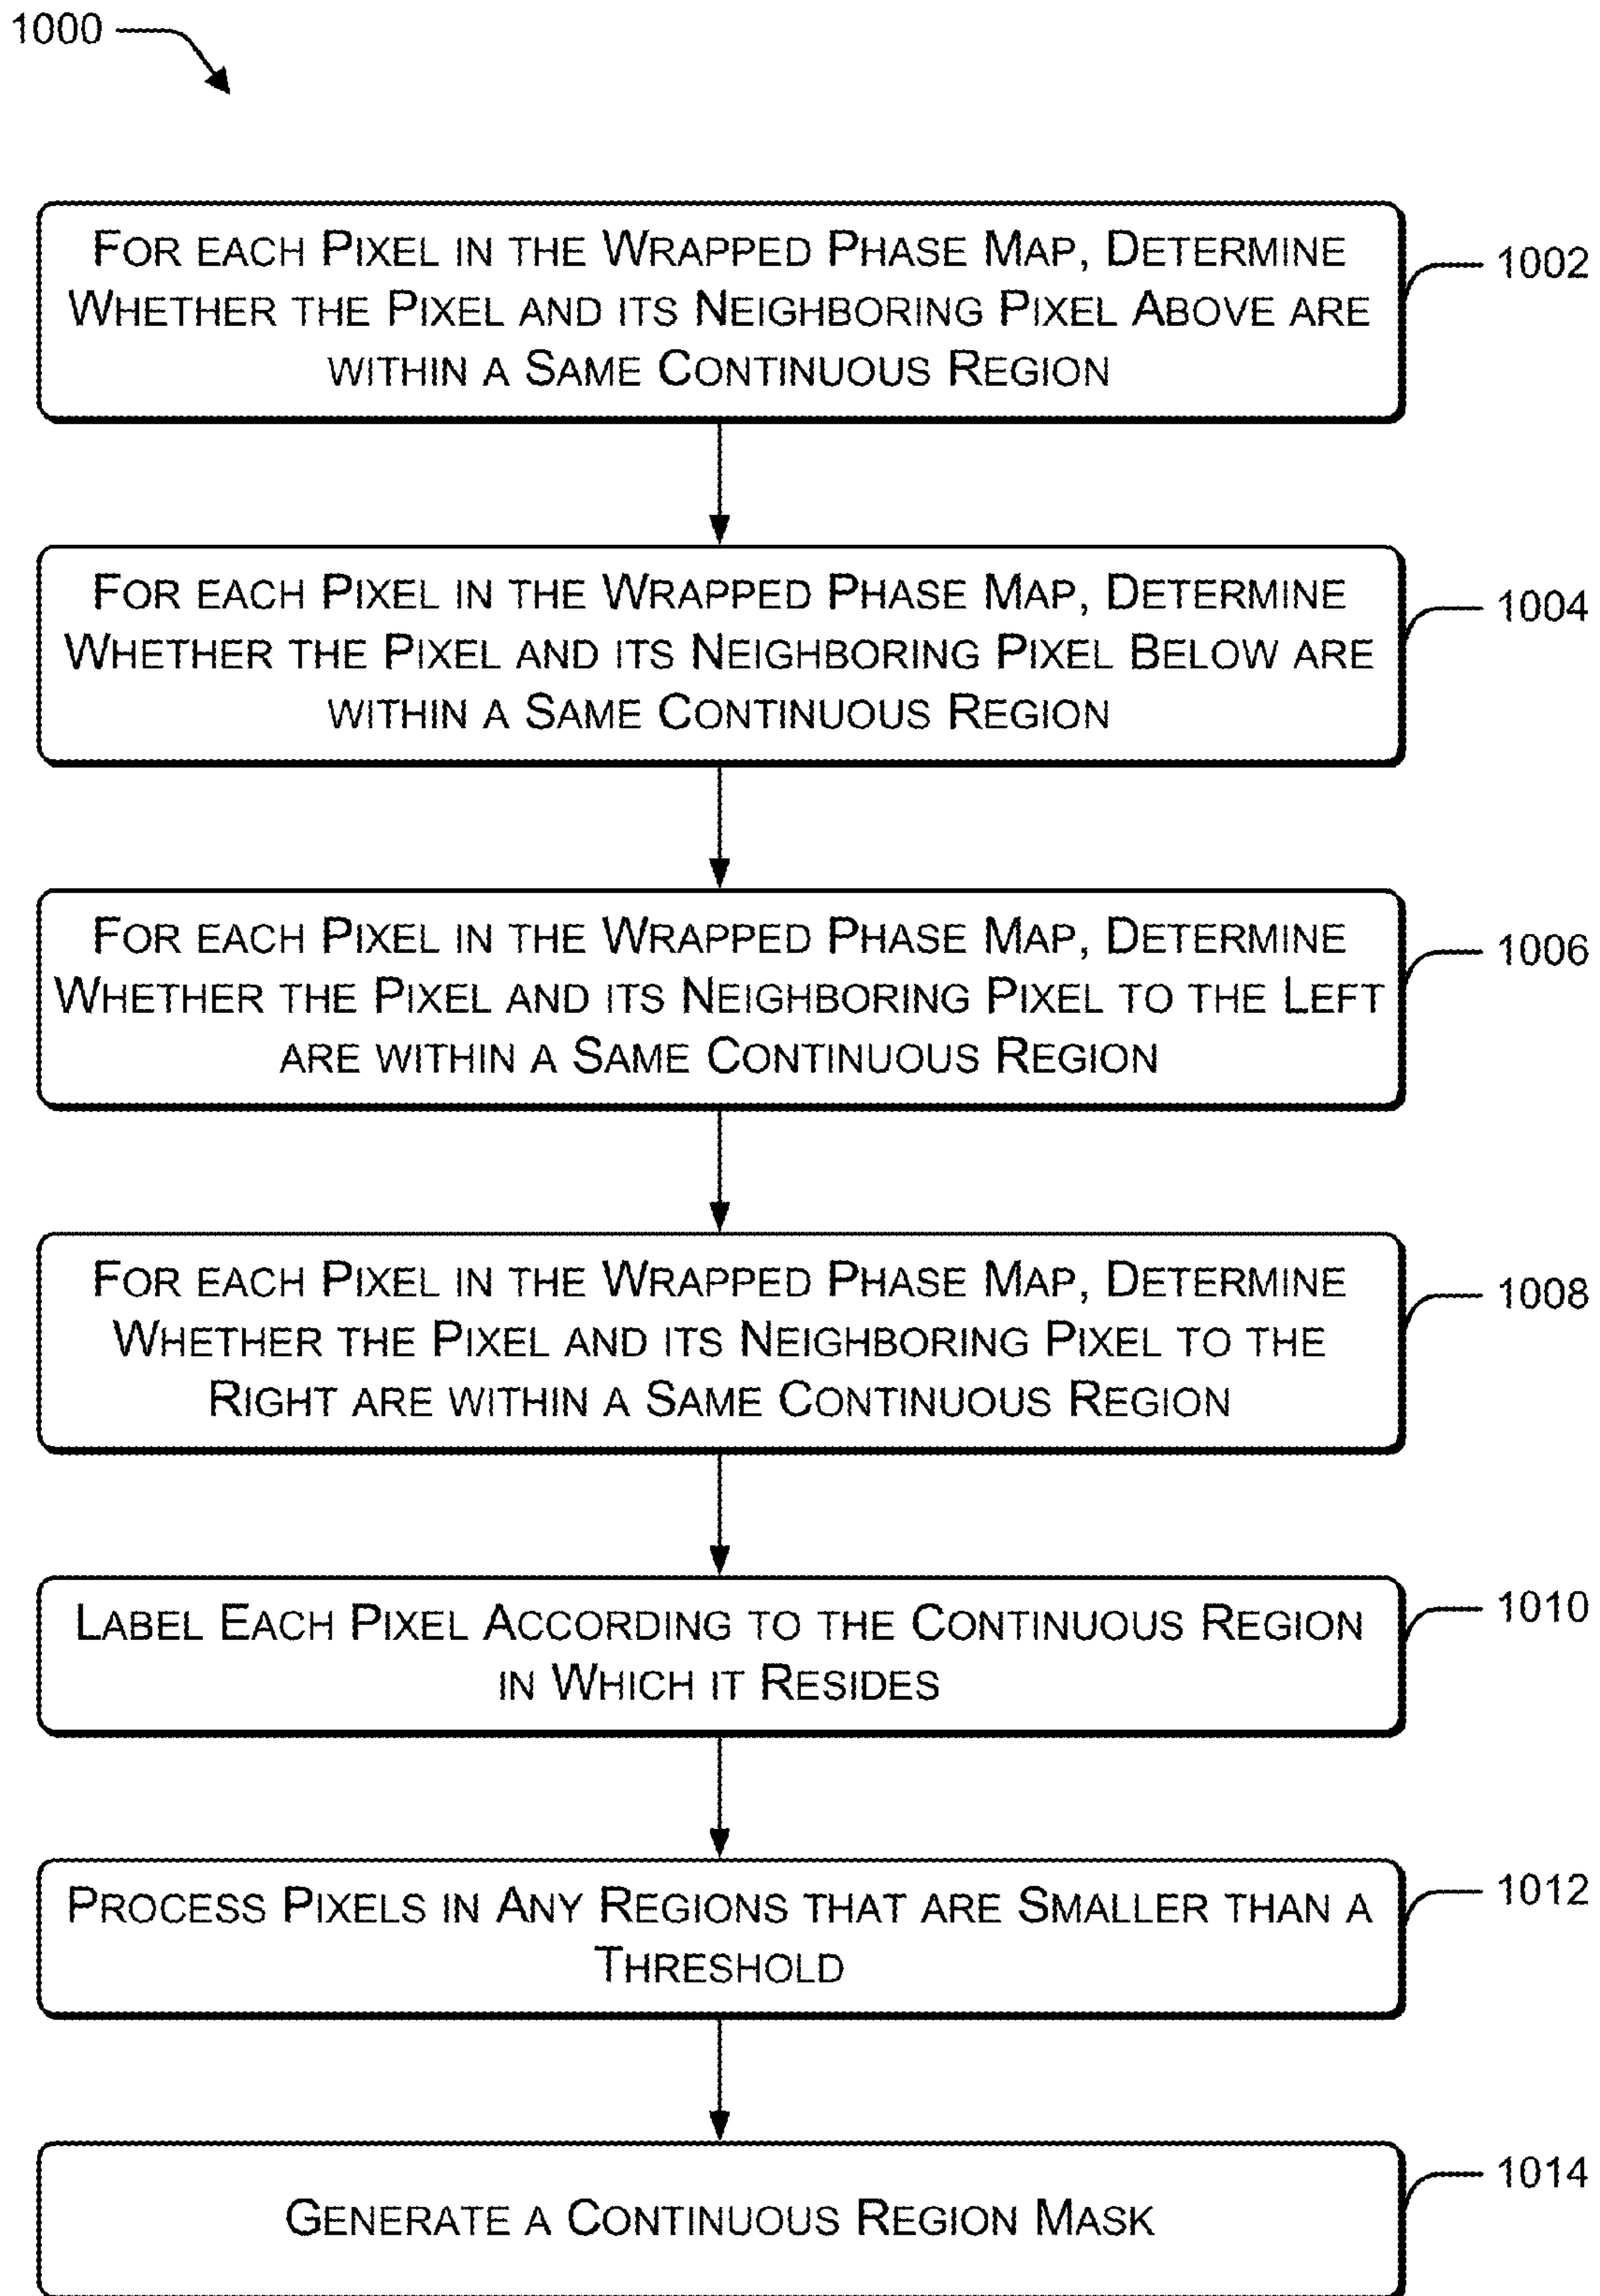 1000
FOR EACH PIXEL IN THE WRAPPED PHASE MAP, DETERMINE
WHETHER THE PIXEL AND ITS NEIGHBORING PIXEL ABOVE ARE
WITHIN A SAME CONTINUOUS REGION
1002
FOR EACH PIXEL IN THE WRAPPED PHASE MAP, DETERMINE
WHETHER THE PIXEL AND ITS NEIGHBORING PIXEL BELOW ARE
WITHIN A SAME CONTINUOUS REGION
1004
FOR EACH PIXEL IN THE WRAPPED PHASE MAP, DETERMINE
WHETHER THE PIXEL AND ITS NEIGHBORING PIXEL TO THE LEFT
ARE WITHIN A SAME CONTINUOUS REGION
1006
FOR EACH PIXEL IN THE WRAPPED PHASE MAP, DETERMINE
WHETHER THE PIXEL AND ITS NEIGHBORING PIXEL TO THE
RIGHT ARE WITHIN A SAME CONTINUOUS REGION
1008
LABEL EACH PIXEL ACCORDING TO THE CONTINUOUS REGION
IN WHICH IT RESIDES
1010
PROCESS PIXELS IN ANY REGIONS THAT ARE SMALLER THAN A
THRESHOLD
1012
GENERATE A CONTINUOUS REGION MASK
1014